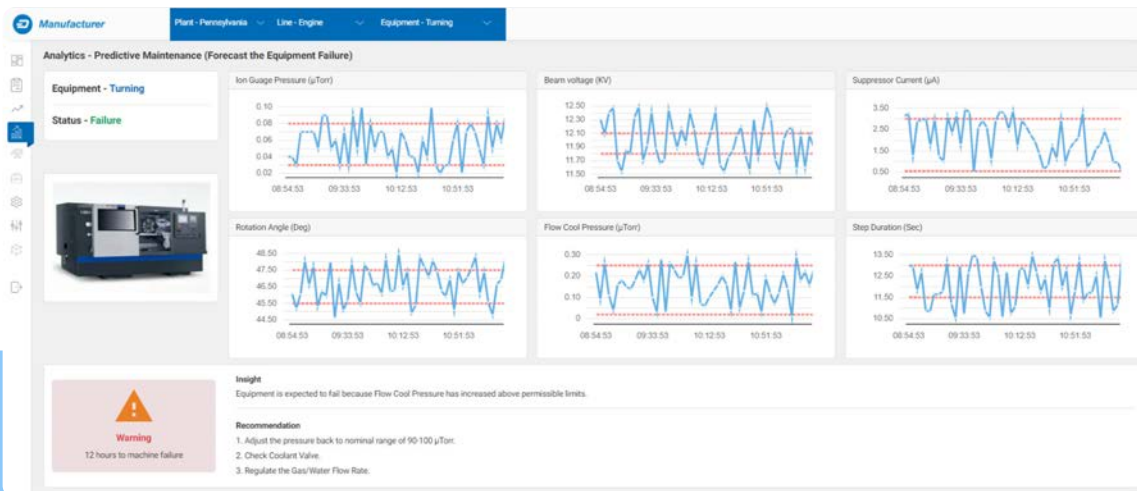 Manufacturer
Plant - Pennsylvania
Line - Engine
Equipment - Turning
Analytics - Predictive Maintenance (Forecast the Equipment Failure)
Equipment - Turning
Status - Failure
Ion Guage Pressure (µTorr)
0.10
0.08
0.06
0.04
0.02
08:54:53 09:33:53 10:12:53 10:51:53
Beam voltage (KV)
12.50
12.30
12.10
11.90
11.70
11.50
08:54:53 09:33:53 10:12:53 10:51:53
Suppressor Current (µA)
3.50
2.50
1.50
0.50
08:54:53 09:33:53 10:12:53 10:51:53
Rotation Angle (Deg)
48.50
47.50
46.50
45.50
44.50
08:54:53 09:33:53 10:12:53 10:51:53
Flow Cool Pressure (µTorr)
0.30
0.20
0.10
0
08:54:53 09:33:53 10:12:53 10:51:53
Step Duration (Sec)
13.50
12.50
11.50
10.50
08:54:53 09:33:53 10:12:53 10:51:53
Warning
12 hours to machine failure
Insight
Equipment is expected to fail because Flow Cool Pressure has increased above permissible limits.
Recommendation
1. Adjust the pressure back to nominal range of 90-100 µTorr.
2. Check Coolant Valve.
3. Regulate the Gas/Water Flow Rate.